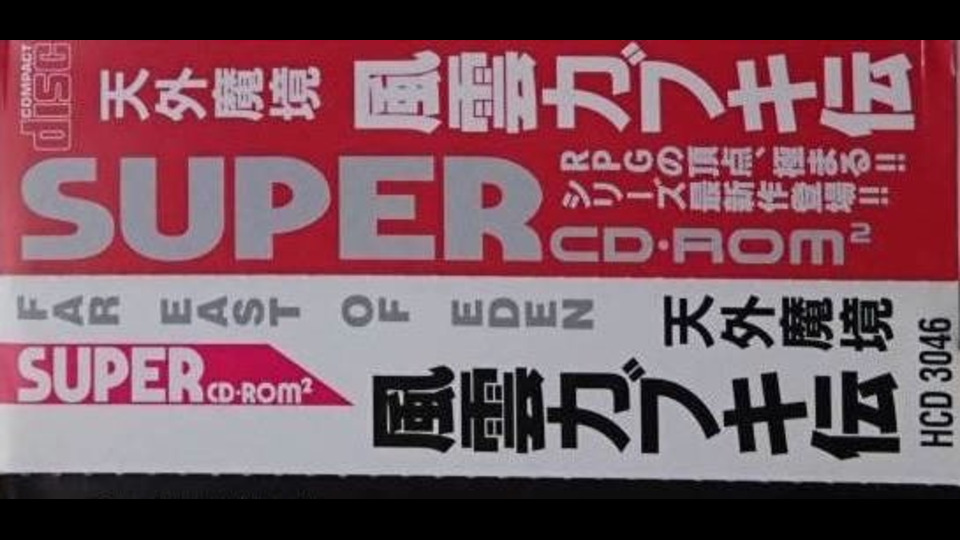 COMPACT
disc
天外魔境
風雲カブキ伝
SUPER
CD·ROM²
RPGの頂点、極まる!!
シリーズ最新作登場!!
FAR EAST OF EDEN
天外魔境
SUPER CD·ROM²
風雲カブキ伝
HCD 3046